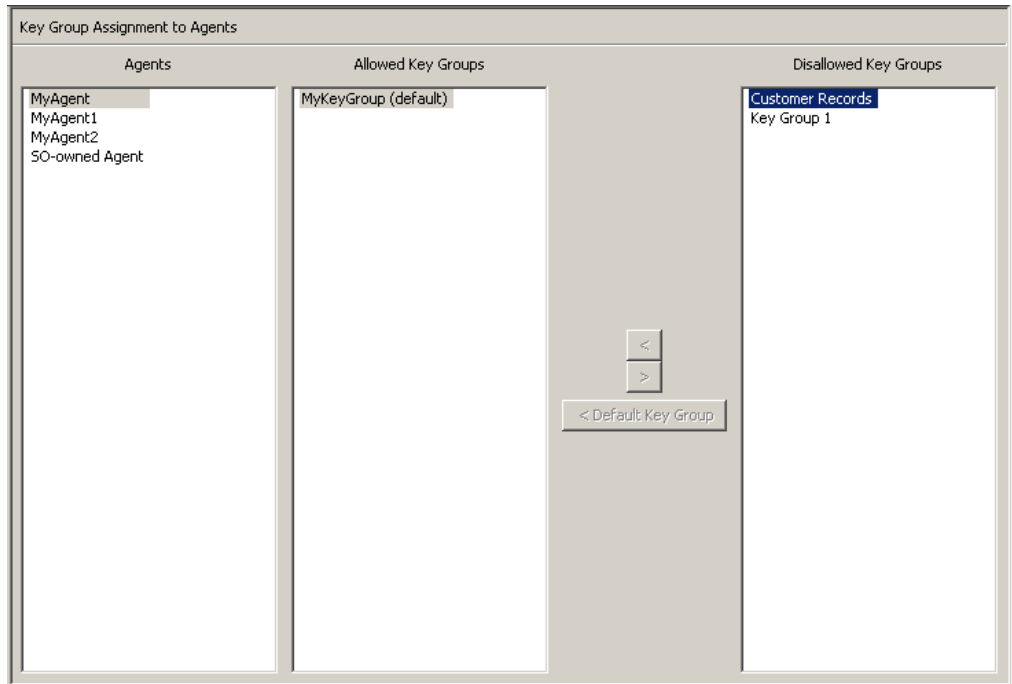 Key Group Assignment to Agents
Agents
Allowed Key Groups
Disallowed Key Groups
MyAgent
MyAgent1
MyAgent2
SO-owned Agent
MyKeyGroup (default)
Customer Records
Key Group 1
<
>
< Default Key Group